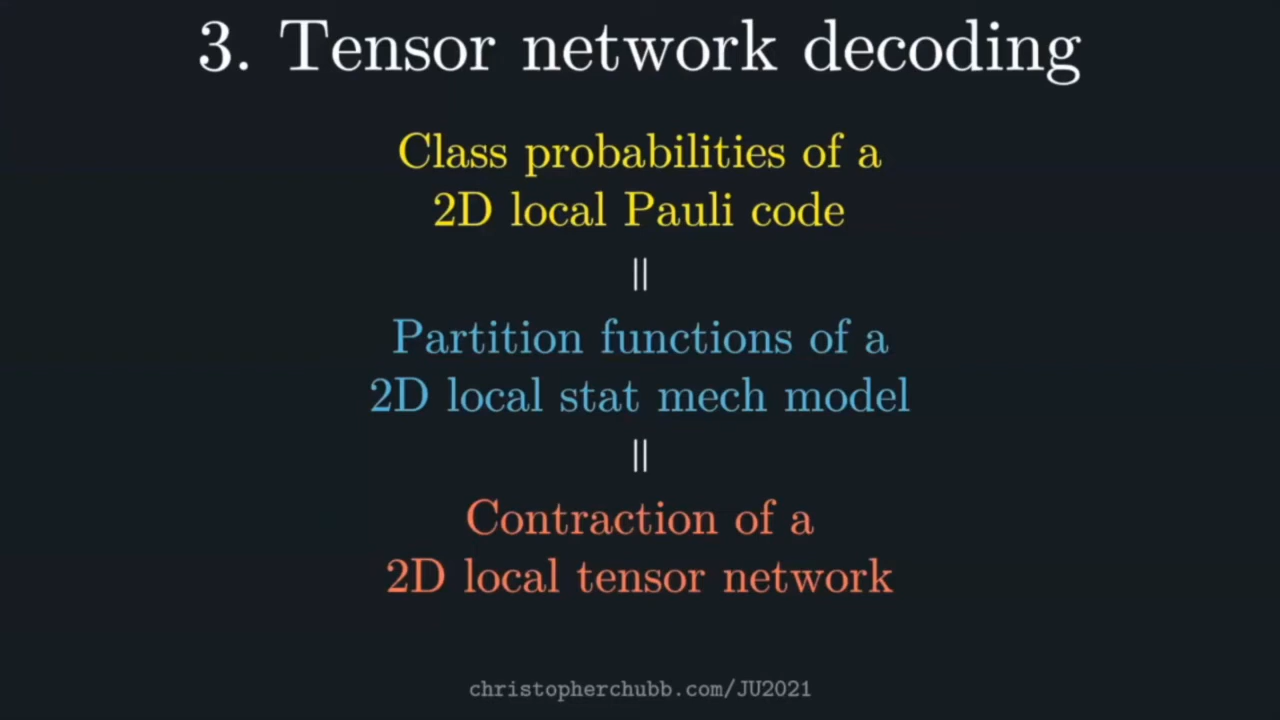 3. Tensor network decoding
Class probabilities of a
2D local Pauli code
||
Partition functions of a
2D local stat mech model
||
Contraction of a
2D local tensor network
christopherchubb.com/JU2021